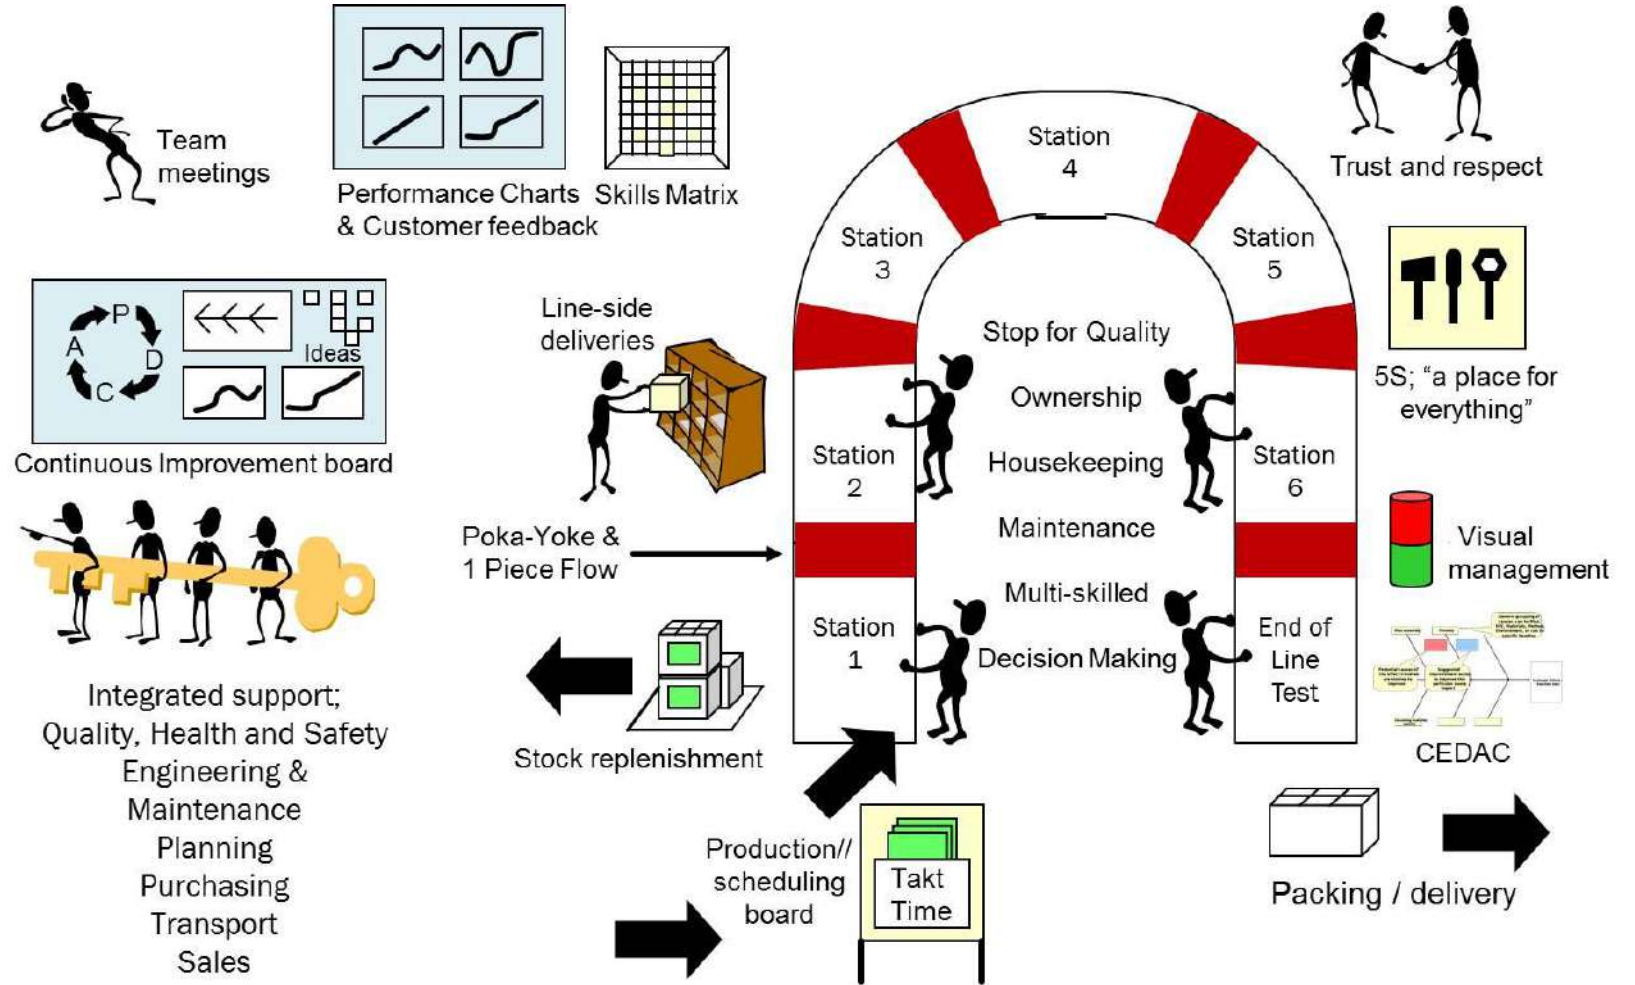 Team
meetings
Performance Charts
& Customer feedback
Skills Matrix
P
D
C
A
Ideas
Continuous Improvement board
Integrated support;
Quality, Health and Safety
Engineering &
Maintenance
Planning
Purchasing
Transport
Sales
Line-side
deliveries
Poka-Yoke &
1 Piece Flow
Stock replenishment
Production//
scheduling
board
Takt
Time
Station
1
Station
2
Station
3
Station
4
Station
5
Station
6
End of
Line
Test
Stop for Quality
Ownership
Housekeeping
Maintenance
Multi-skilled
Decision Making
Trust and respect
5S; “a place for
everything”
Visual
management
CEDAC
Packing / delivery